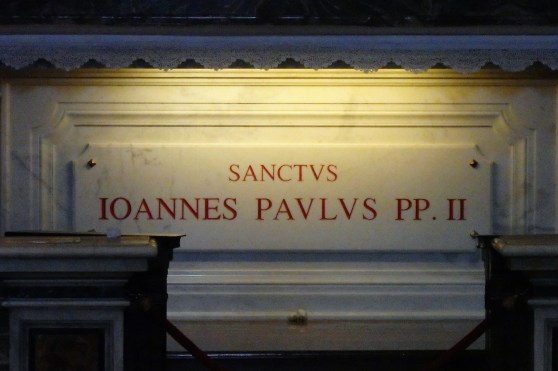 SANCTVS
IOANNES PAVLVS PP. II